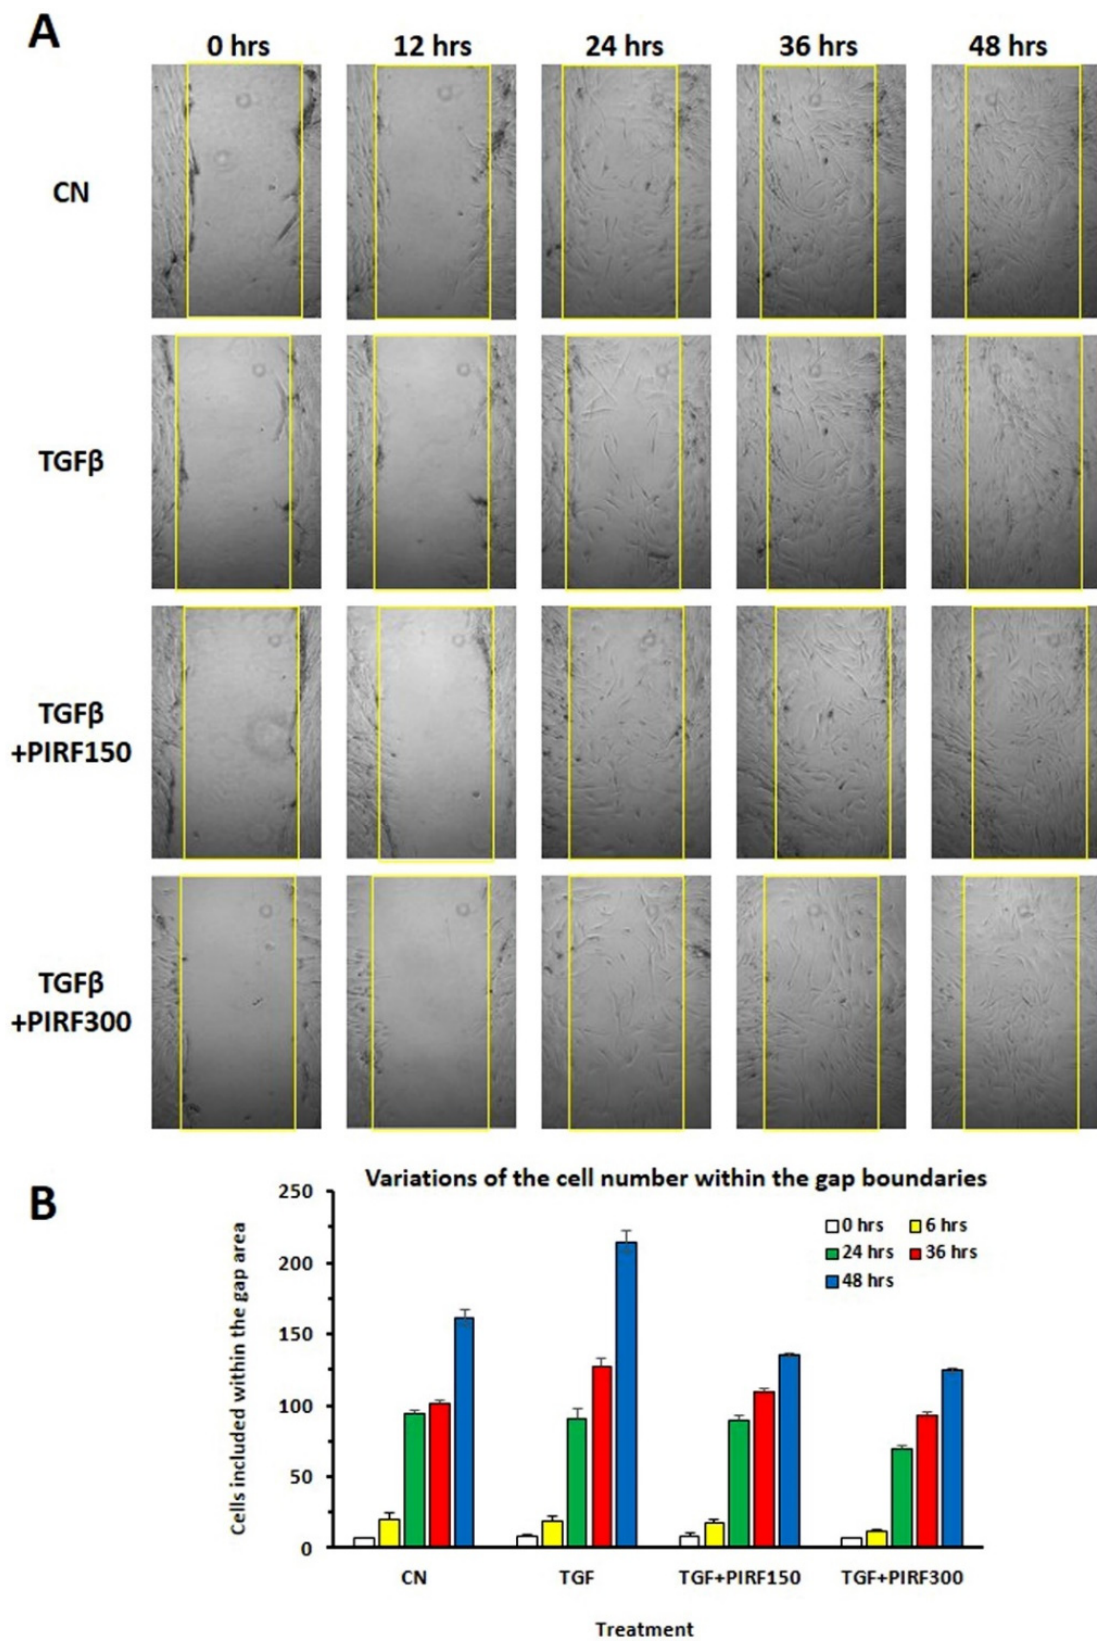 A
0 hrs 12 hrs 24 hrs 36 hrs 48 hrs
CN
TGFβ
TGFβ
+PIRF150
TGFβ
+PIRF300
B
Variations of the cell number within the gap boundaries
Cells included within the gap area
250
200
150
100
50
0
0 hrs 6 hrs
24 hrs 36 hrs
48 hrs
CN TGF TGF+PIRF150 TGF+PIRF300
Treatment